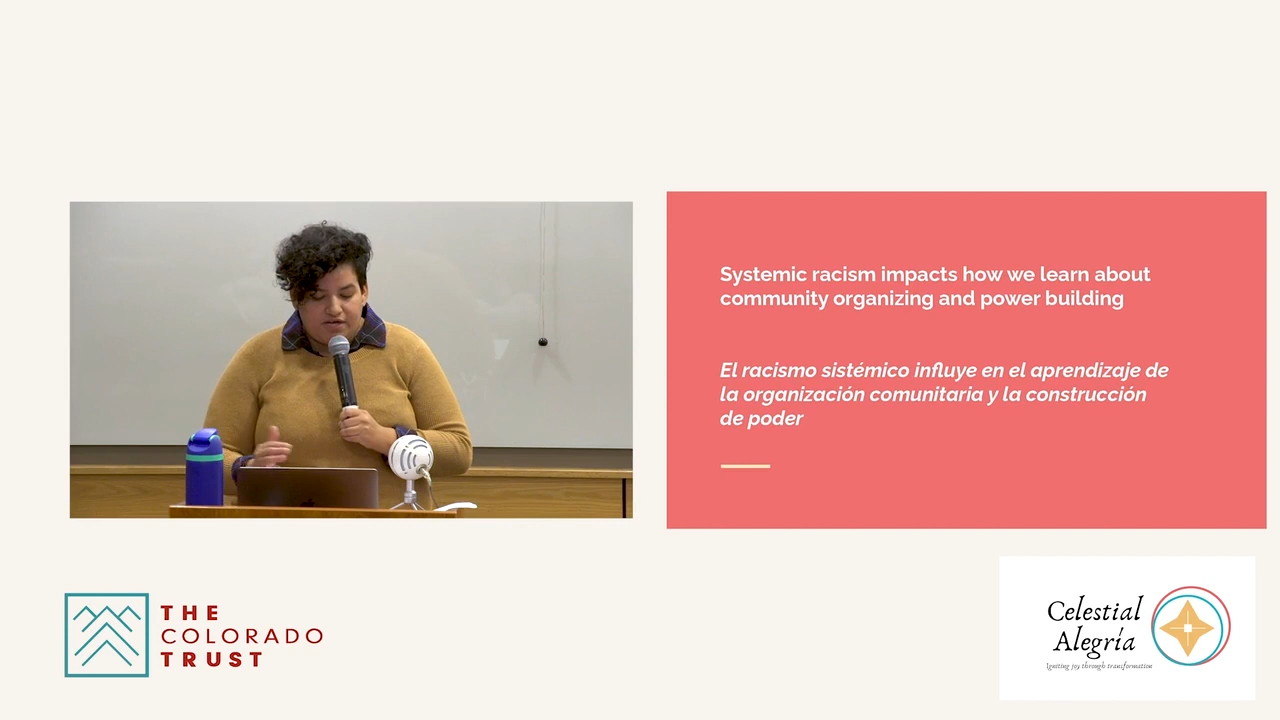 Systemic racism impacts how we learn about
community organizing and power building
El racismo sistémico influye en el aprendizaje de
la organización comunitaria y la construcción
de poder
THE
COLORADO
TRUST
Celestial
Alegría
Igniting joy through transformation